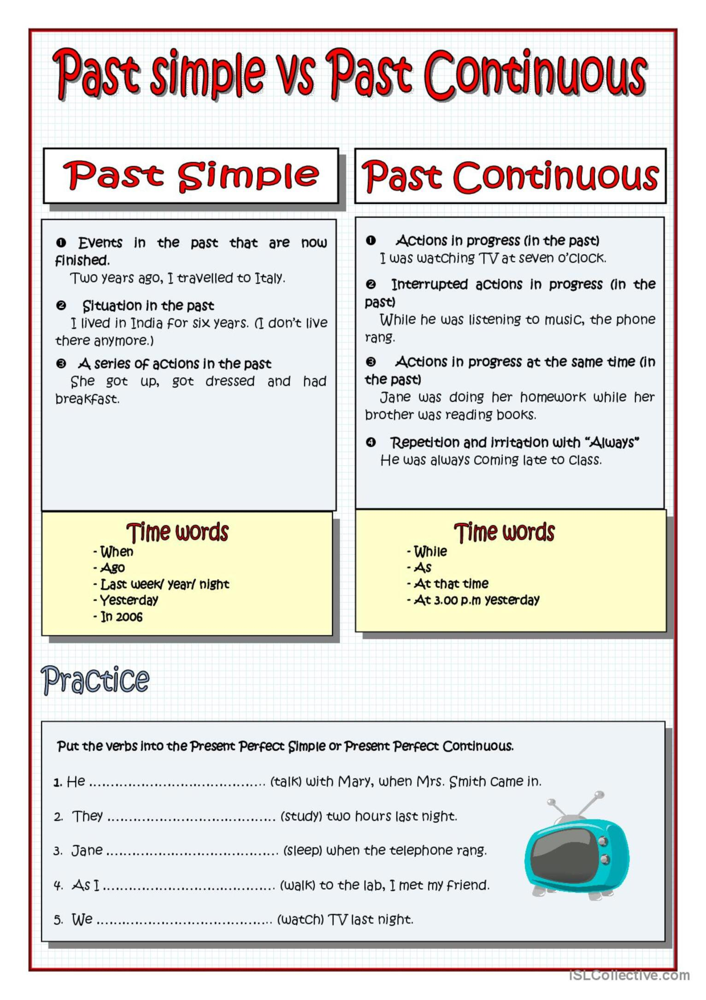 Past simple vs Past Continuous
Past Simple
❶ Events in the past that are now
finished.
Two years ago, I travelled to Italy.
❷ Situation in the past
I lived in India for six years. (I don't live
there anymore.)
❸ A series of actions in the past
She got up, got dressed and had
breakfast.
Time words
- When
- Ago
- Last week/ year/ night
- Yesterday
- In 2006
Past Continuous
❶ Actions in progress (in the past)
I was watching TV at seven o'clock.
❷ Interrupted actions in progress (in the
past)
While he was listening to music, the phone
rang.
❸ Actions in progress at the same time (in
the past)
Jane was doing her homework while her
brother was reading books.
❹ Repetition and irritation with “Always”
He was always coming late to class.
Time words
- While
- As
- At that time
- At 3.00 p.m yesterday
Practice
Put the verbs into the Present Perfect Simple or Present Perfect Continuous.
1. He ........................................ (talk) with Mary, when Mrs. Smith came in.
2. They ....................................... (study) two hours last night.
3. Jane ........................................ (sleep) when the telephone rang.
4. As I ........................................ (walk) to the lab, I met my friend.
5. We ......................................... (watch) TV last night.
iSLCollective.com